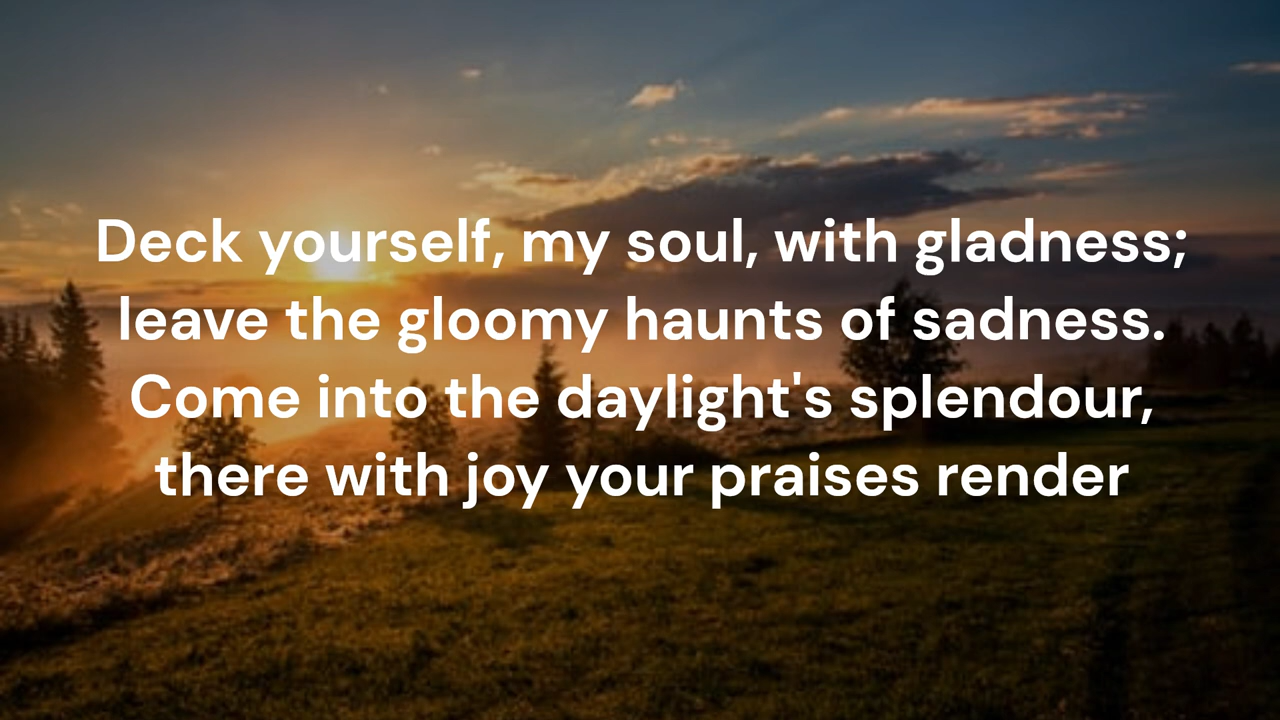 Deck yourself, my soul, with gladness;
leave the gloomy haunts of sadness.
Come into the daylight's splendour,
there with joy your praises render